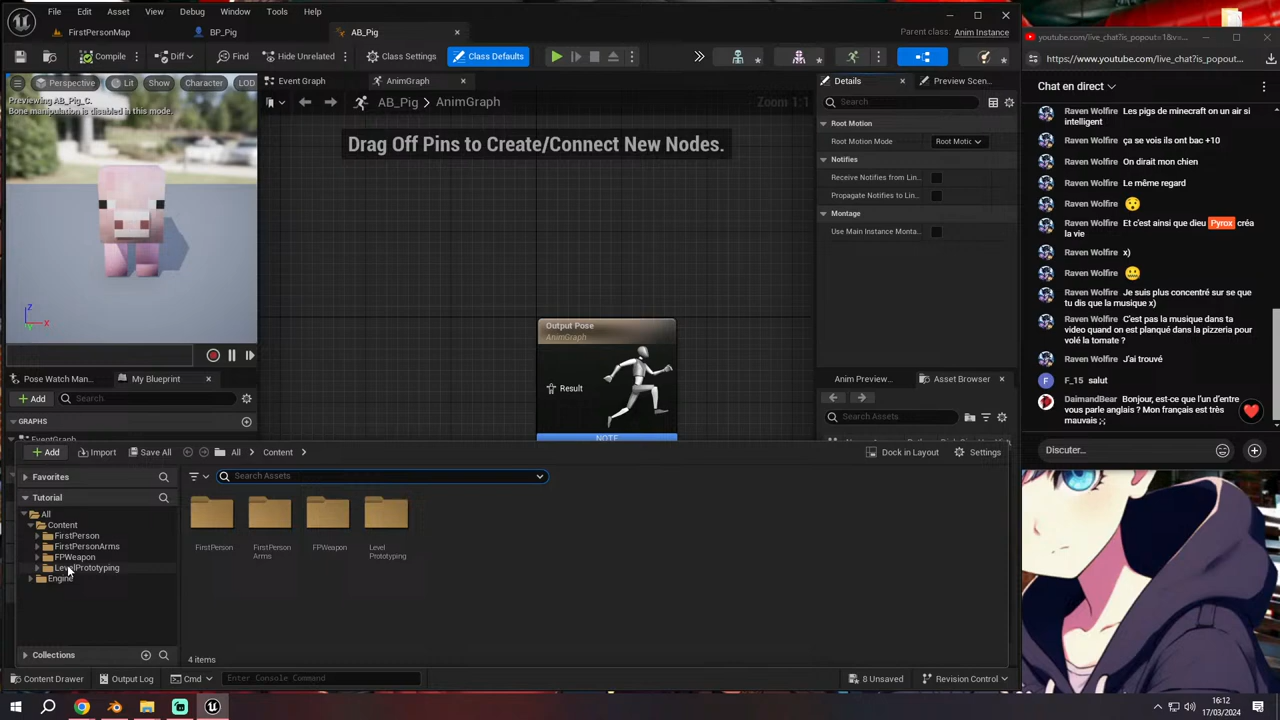 File
Edit
Asset
View
Debug
Window
Tools
Help
FirstPersonMap
BP_Pig
AB_Pig
Parent class: Anim Instance
Compile
Diff
Find
Hide Unrelated
Class Settings
Class Defaults
Perspective
Lit
Show
Character
LOD
Previewing AB_Pig_C.
Bone manipulation is disabled in this mode.
Z
X
Event Graph
AnimGraph
AB_Pig
AnimGraph
Zoom 1:1
Drag Off Pins to Create/Connect New Nodes.
Output Pose
AnimGraph
Result
NOTE
Details
Preview Scen...
Search
Root Motion
Root Motion Mode
Root Motic
Notifies
Receive Notifies from Lin..
Propagate Notifies to Lin..
Montage
Use Main Instance Monta..
Pose Watch Man...
My Blueprint
Add
Search
GRAPHS
EventGraph
Anim Preview...
Asset Browser
Search Assets
Add
Import
Save All
All
Content
Dock in Layout
Settings
Favorites
Tutorial
All
Content
FirstPerson
FirstPersonArms
FPWeapon
LevelPrototyping
Engine
Collections
Search Assets
FirstPerson
FirstPerson
Arms
FPWeapon
Level
Prototyping
4 items
Content Drawer
Output Log
Cmd
Enter Console Command
8 Unsaved
Revision Control
youtube.com/live_chat?is_popout=1&v=...
https://www.youtube.com/live_chat?is_popout...
Chat en direct
Raven Wolfire Les pigs de minecraft on un air si
intelligent
Raven Wolfire ça se vois ils ont bac +10
Raven Wolfire On dirait mon chien
Raven Wolfire Le même regard
Raven Wolfire 😯
Raven Wolfire Et c'est ainsi que dieu Pyrox créa
la vie
Raven Wolfire x)
Raven Wolfire 🤐
Raven Wolfire Je suis plus concentré sur se que
tu dis que la musique x)
Raven Wolfire C'est pas la musique dans ta
video quand on est planqué dans la pizzeria pour
volé la tomate ?
Raven Wolfire J'ai trouvé
F
F_15 salut
DaimandBear Bonjour, est-ce que l'un d'entre
vous parle anglais ? Mon français est très
mauvais ;;
Discuter...
16:12
17/03/2024